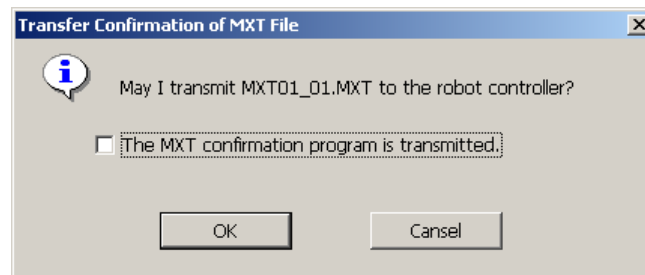 Transfer Confirmation of MXT File
May I transmit MXT01_01.MXT to the robot controller?
The MXT confirmation program is transmitted.
OK
Cansel